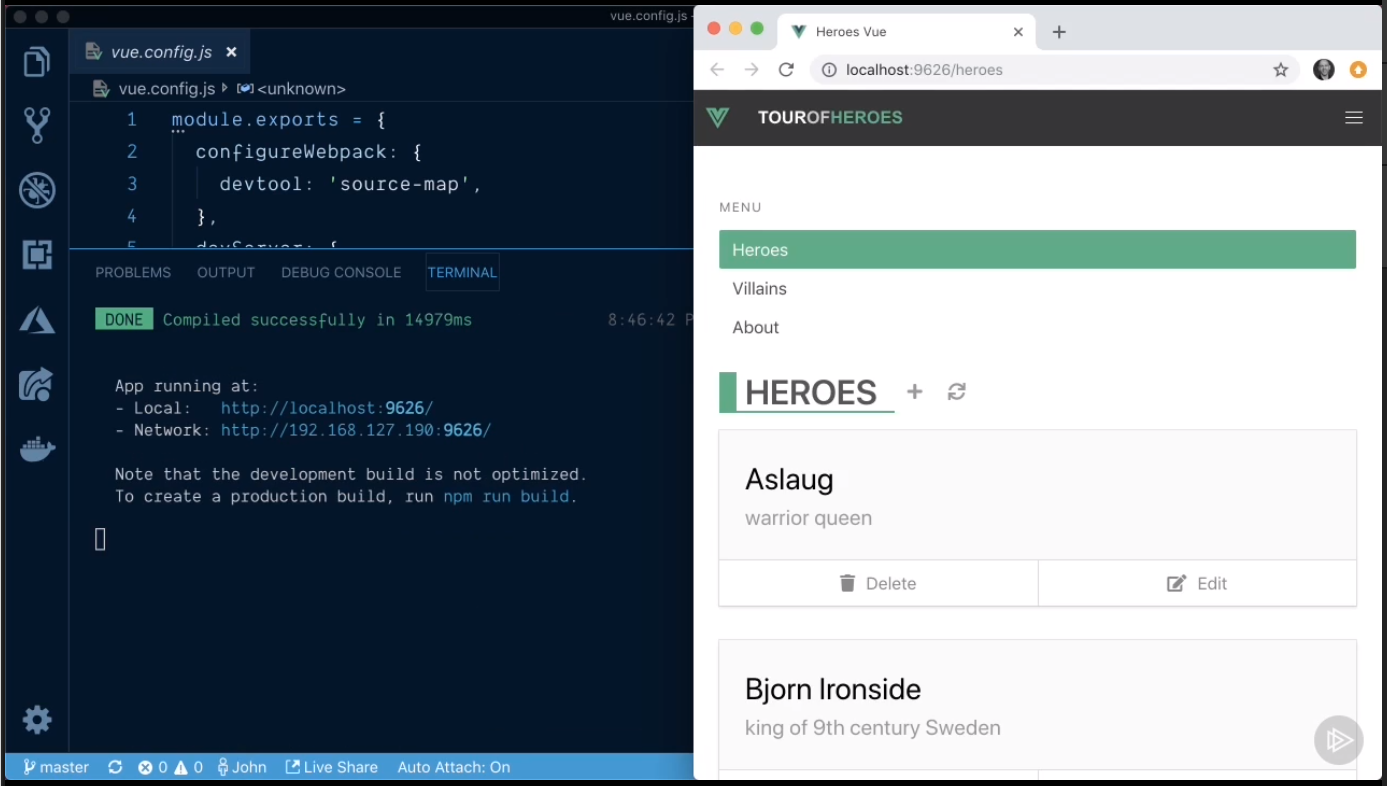 vue.config.js -
vue.config.js
vue.config.js <unknown>
1 module.exports = {
2 configureWebpack: {
3 devtool: 'source-map',
4 },
5 devServer: {
PROBLEMS OUTPUT DEBUG CONSOLE TERMINAL
DONE Compiled successfully in 14979ms 8:46:42 P
App running at:
- Local: http://localhost:9626/
- Network: http://192.168.127.190:9626/
Note that the development build is not optimized.
To create a production build, run npm run build.
master 0 0 John Live Share Auto Attach: On
Heroes Vue
localhost:9626/heroes
TOUROFHEROES
MENU
Heroes
Villains
About
HEROES
Aslaug
warrior queen
Delete Edit
Bjorn Ironside
king of 9th century Sweden